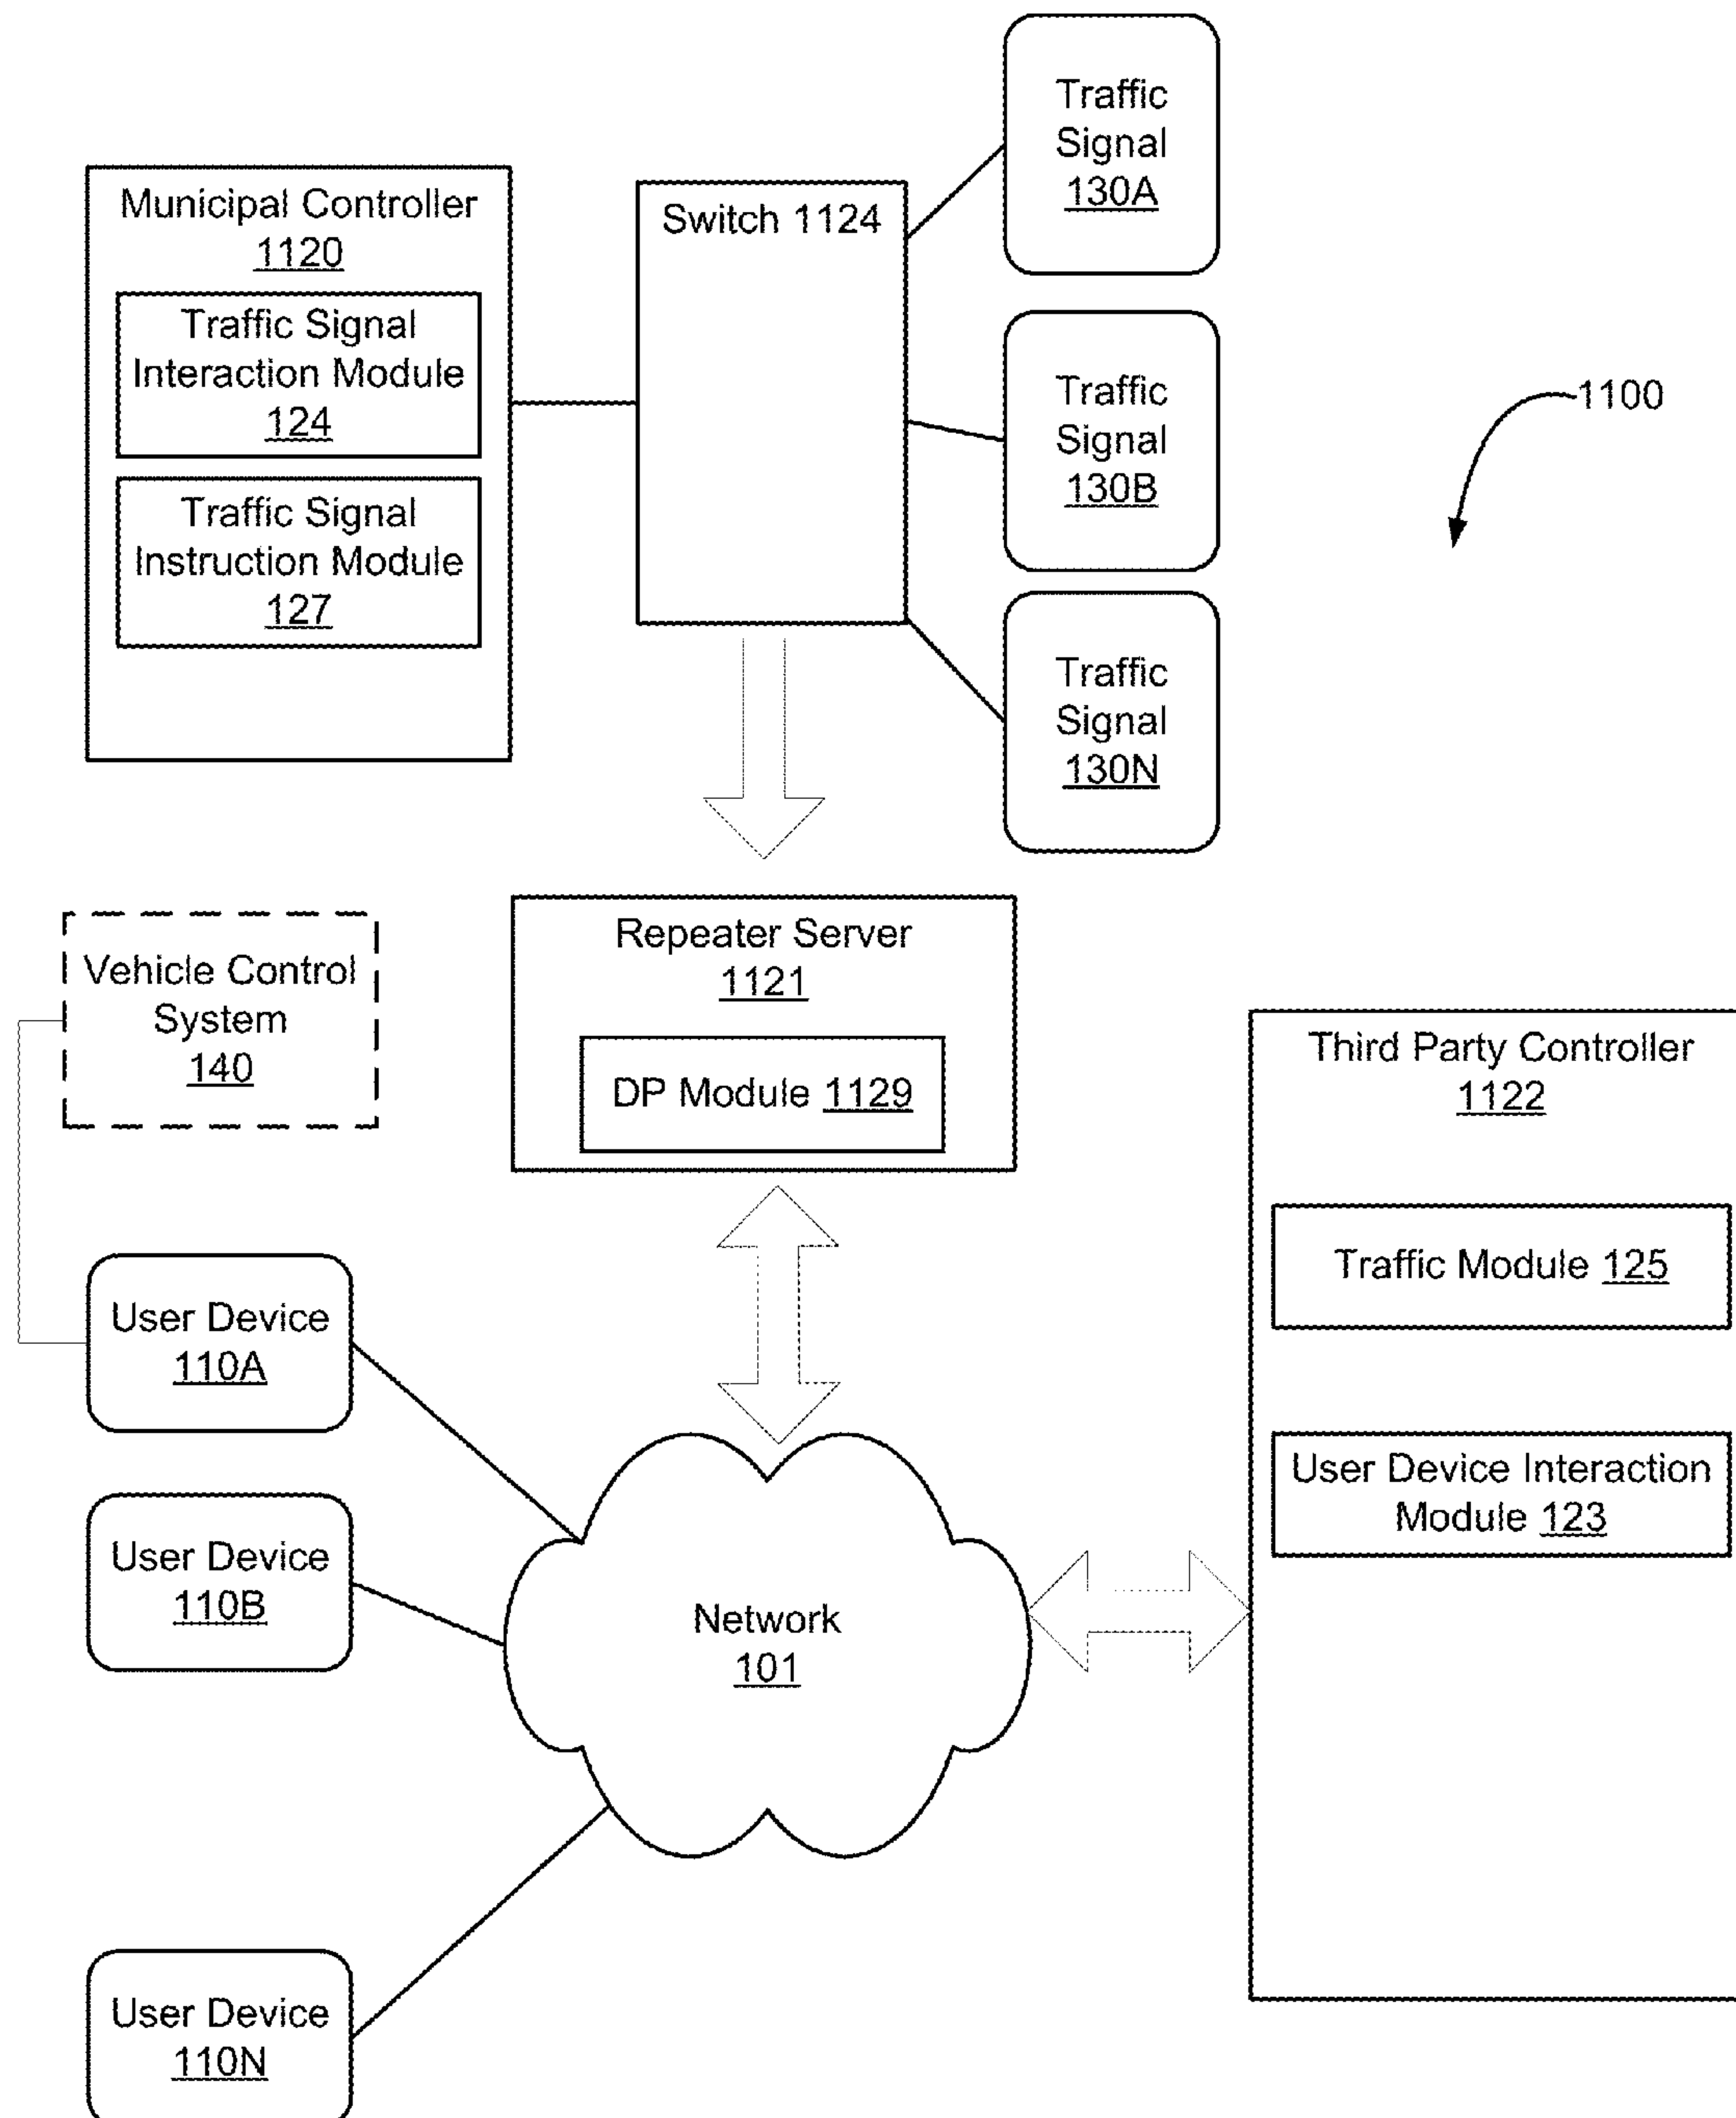 Municipal Controller
1120
Traffic Signal
Interaction Module
124
Traffic Signal
Instruction Module
127
Switch 1124
Traffic
Signal
130A
Traffic
Signal
130B
Traffic
Signal
130N
1100
Vehicle Control
System
140
Repeater Server
1121
DP Module 1129
Third Party Controller
1122
Traffic Module 125
User Device Interaction
Module 123
User Device
110A
User Device
110B
Network
101
User Device
110N